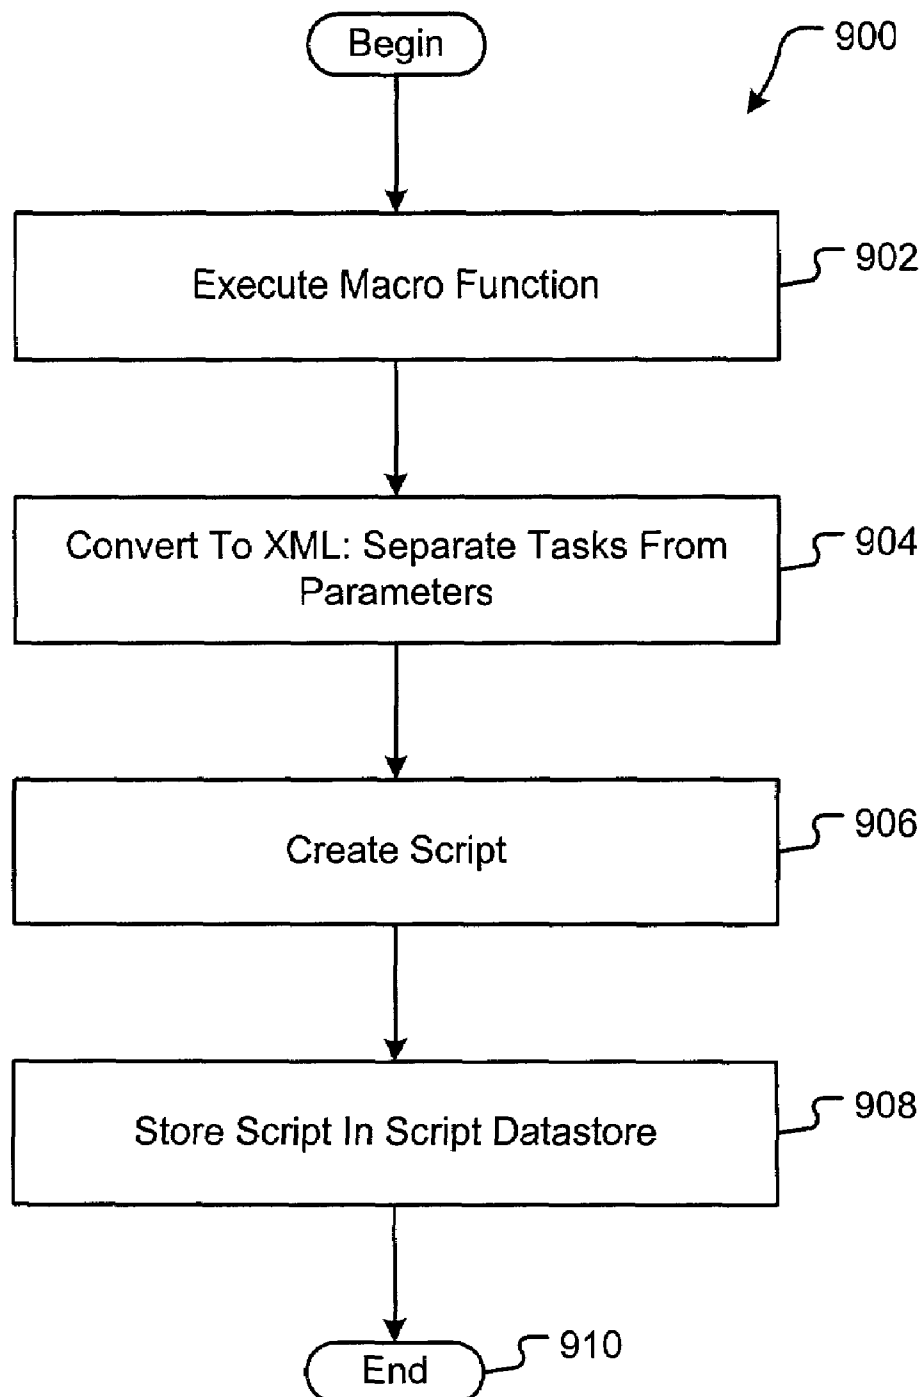 Begin
900
Execute Macro Function
902
Convert To XML: Separate Tasks From
Parameters
904
Create Script
906
Store Script In Script Datastore
908
End
910